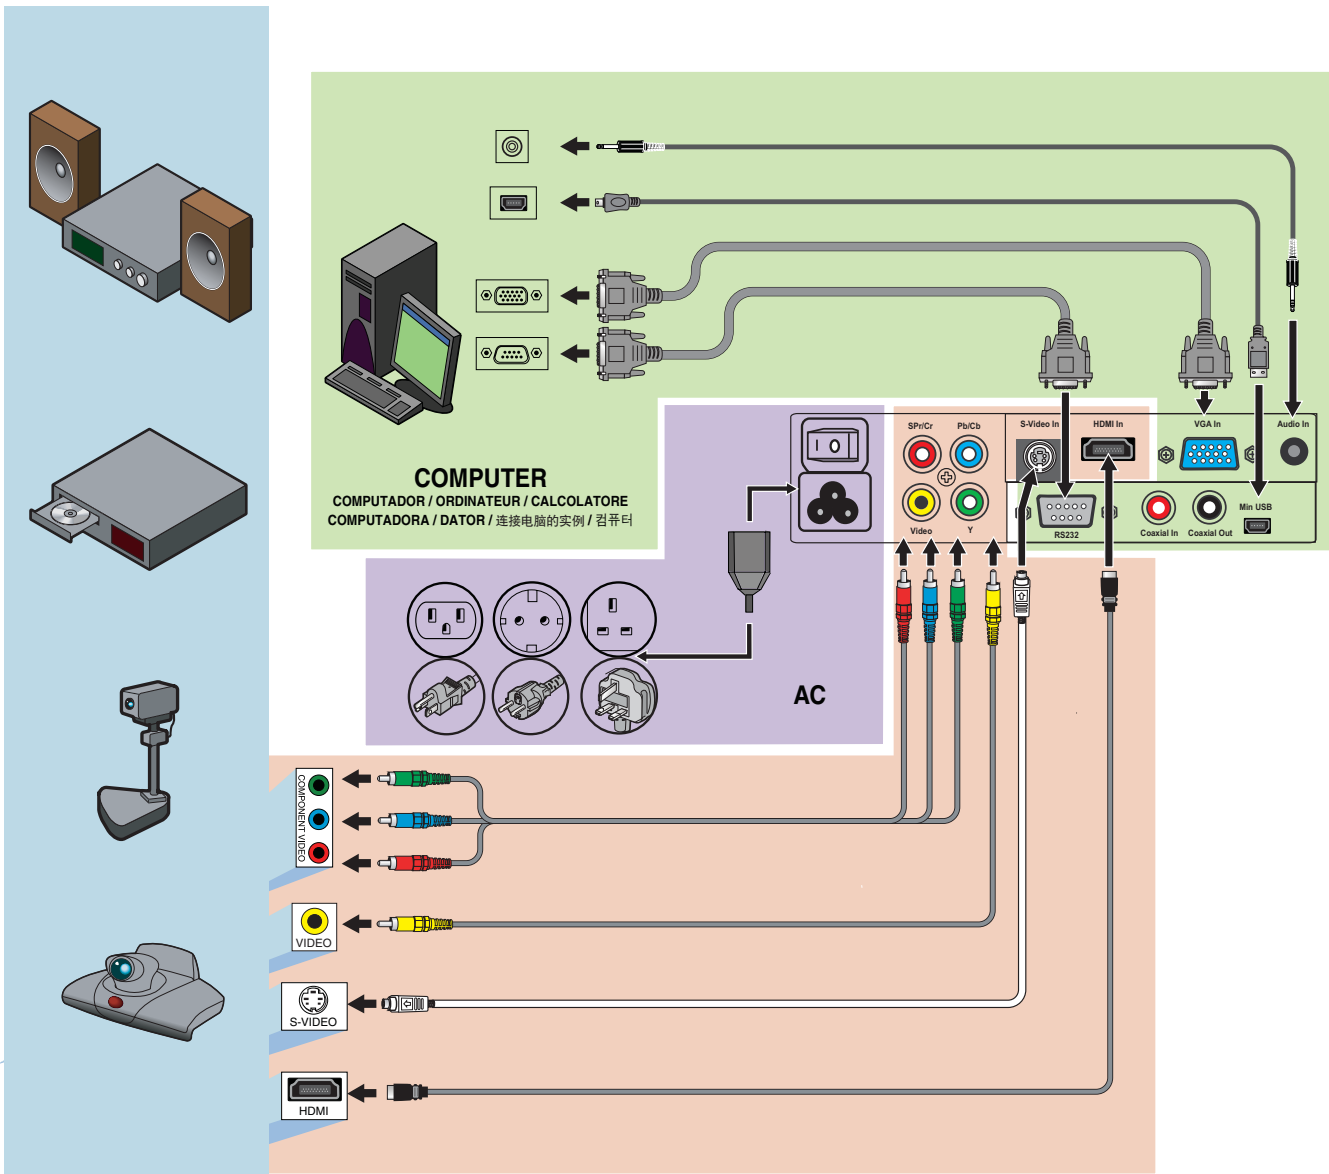 COMPUTER
COMPUTADOR / ORDINATEUR / CALCOLATORE
COMPUTADORA / DATOR / 连接电脑的实例 / 컴퓨터
SPr/Cr
Pb/Cb
S-Video In
HDMI In
VGA In
Audio In
Video
Y
RS232
Coaxial In
Coaxial Out
Min USB
AC
COMPONENT VIDEO
VIDEO
S-VIDEO
HDMI